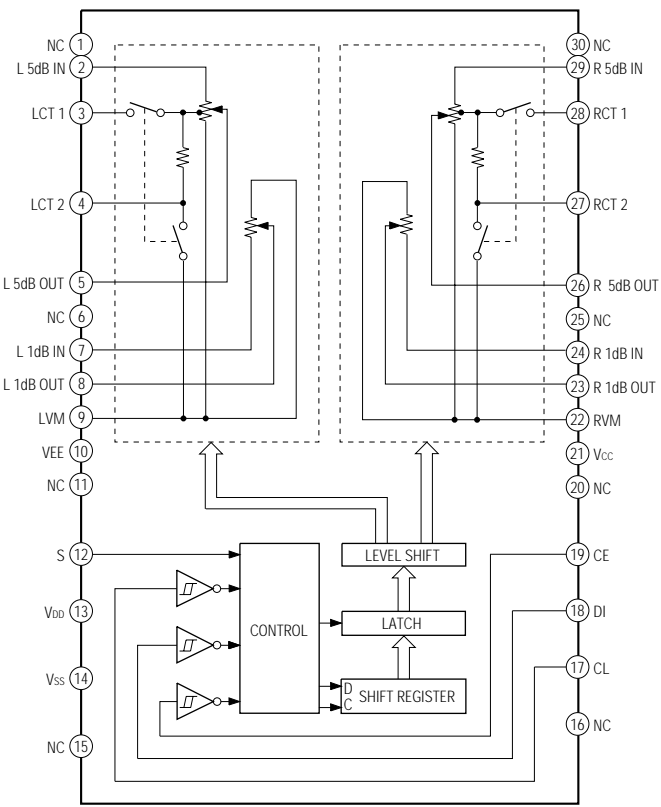 NC 1
L 5dB IN 2
LCT 1 3
LCT 2 4
L 5dB OUT 5
NC 6
L 1dB IN 7
L 1dB OUT 8
LVM 9
VEE 10
NC 11
S 12
VDD 13
VSS 14
NC 15
30 NC
29 R 5dB IN
28 RCT 1
27 RCT 2
26 R 5dB OUT
25 NC
24 R 1dB IN
23 R 1dB OUT
22 RVM
21 VCC
20 NC
19 CE
18 DI
17 CL
16 NC
LEVEL SHIFT
CONTROL
LATCH
D
C
SHIFT REGISTER